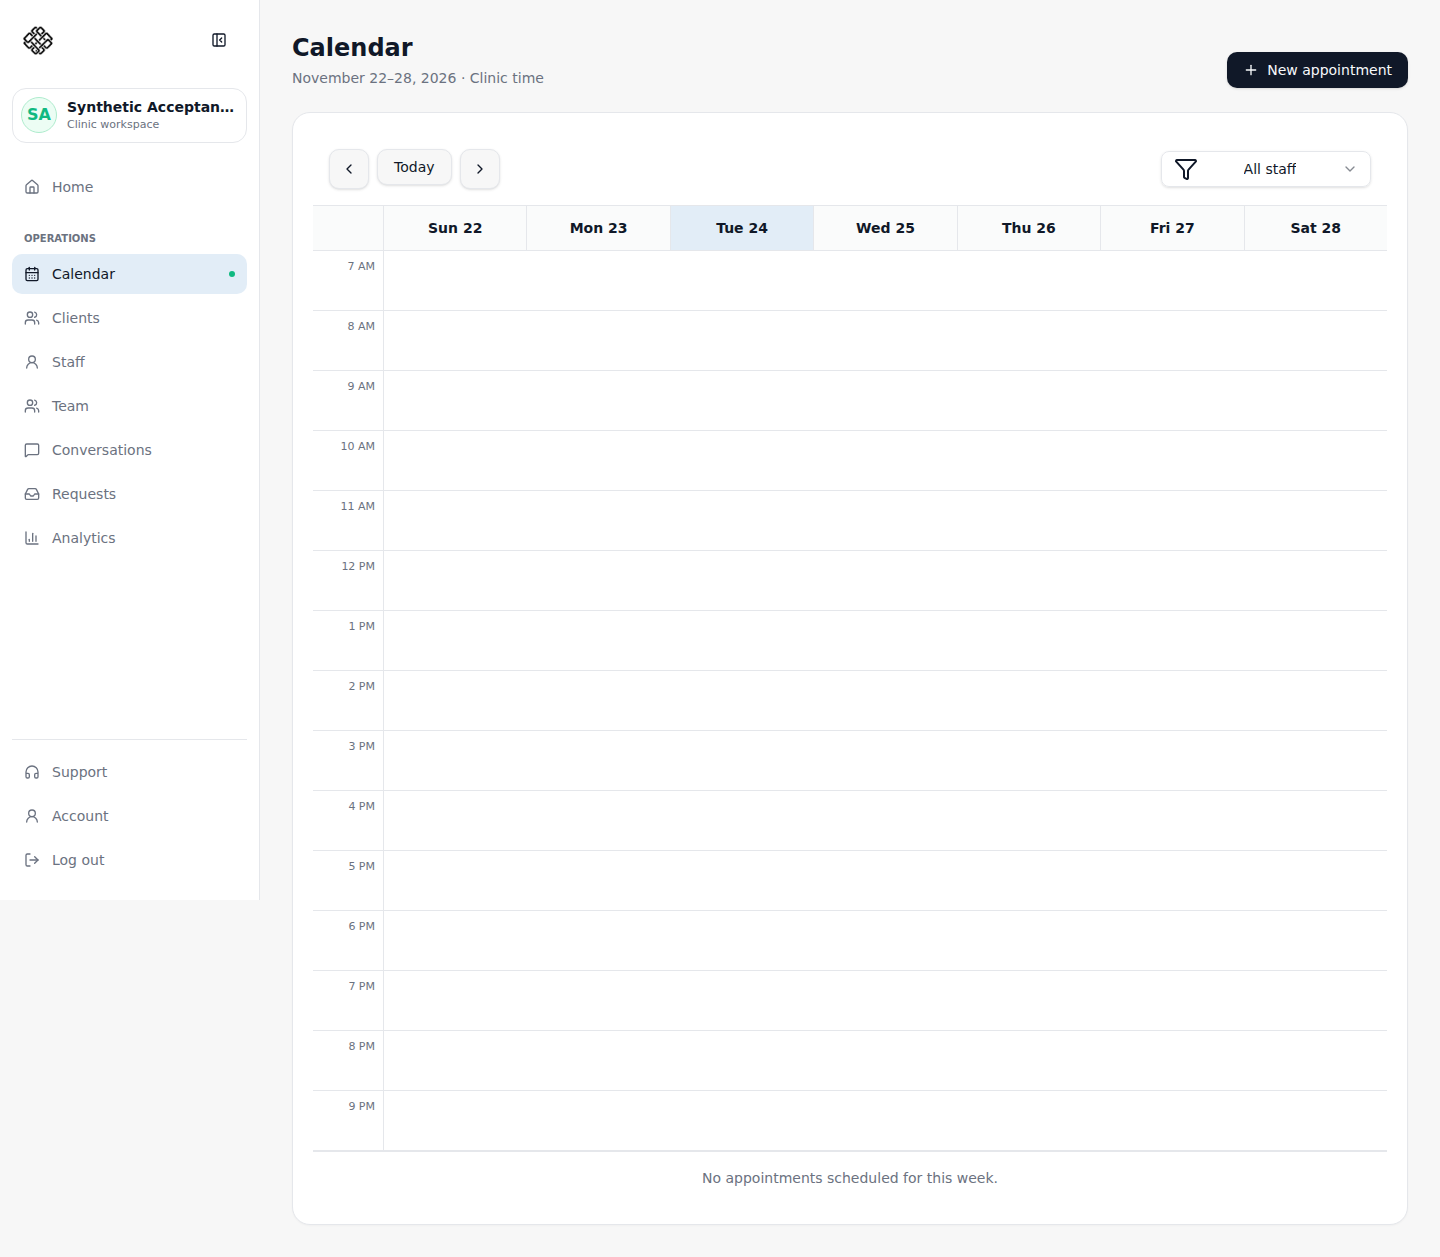 SA
Synthetic Acceptan...
Clinic workspace
Home
OPERATIONS
Calendar
Clients
Staff
Team
Conversations
Requests
Analytics
Support
Account
Log out
Calendar
November 22–28, 2026 · Clinic time
New appointment
Today
All staff
Sun 22 Mon 23 Tue 24 Wed 25 Thu 26 Fri 27 Sat 28
7 AM
8 AM
9 AM
10 AM
11 AM
12 PM
1 PM
2 PM
3 PM
4 PM
5 PM
6 PM
7 PM
8 PM
9 PM
No appointments scheduled for this week.